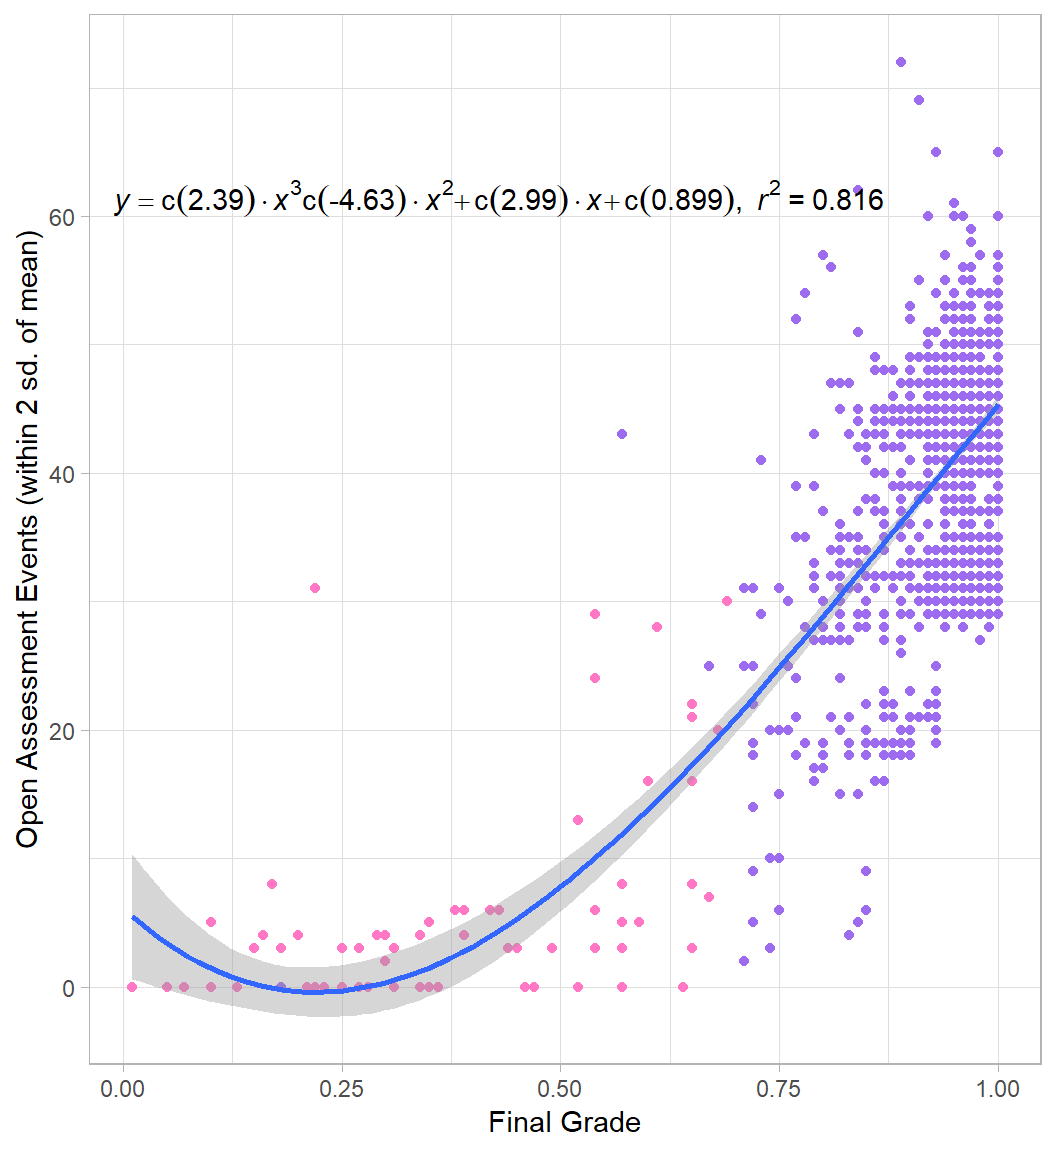 y = c(2.39) · x³c(-4.63) · x²+c(2.99) · x+c(0.899), r² = 0.816
60
40
20
0
0.00 0.25 0.50 0.75 1.00
Final Grade
Open Assessment Events (within 2 sd. of mean)